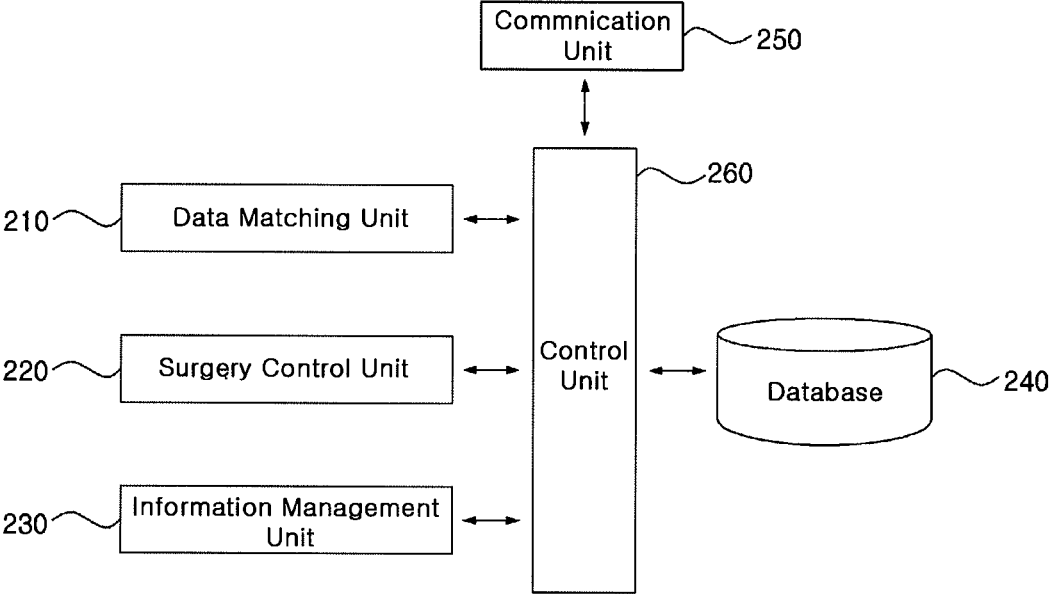 Commnication
Unit
250
260
210
Data Matching Unit
220
Surgery Control Unit
Control
Unit
Database
240
230
Information Management
Unit